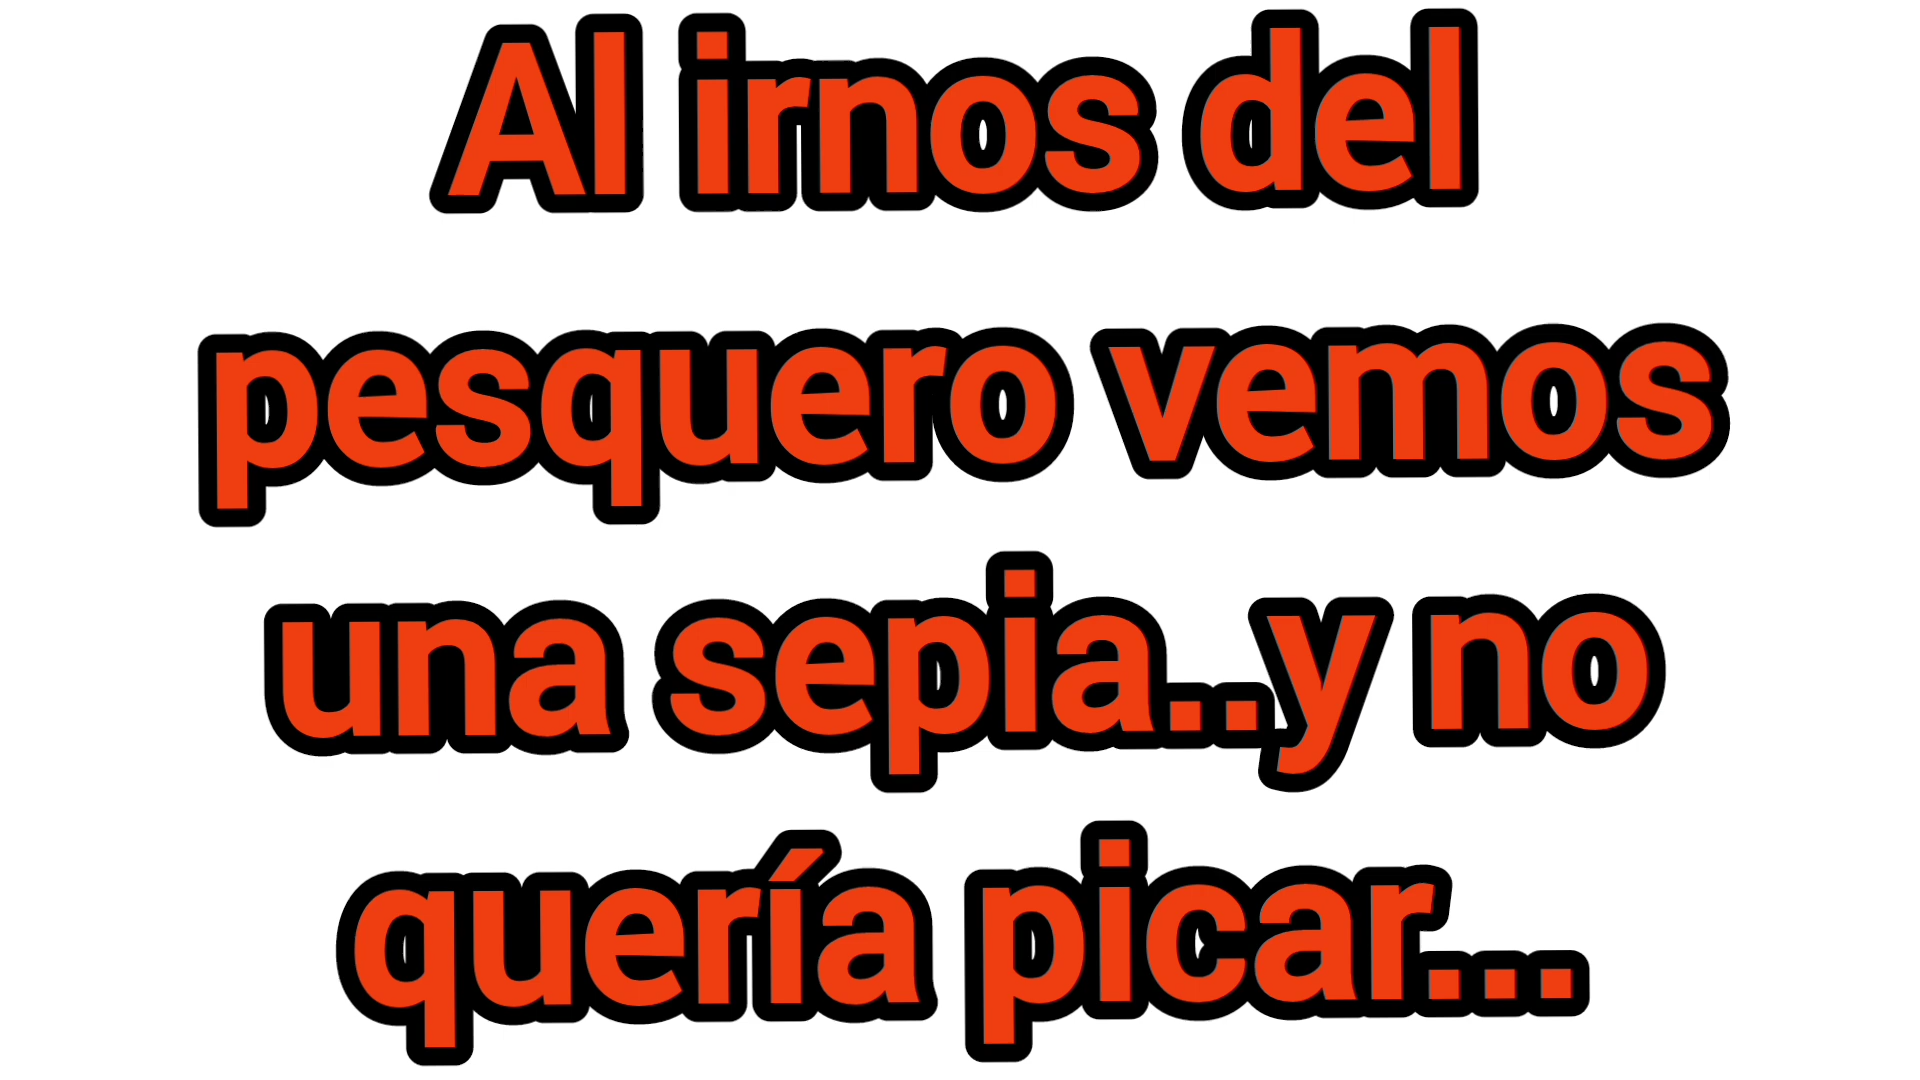 Al irnos del
pesquero vemos
una sepia..y no
quería picar...